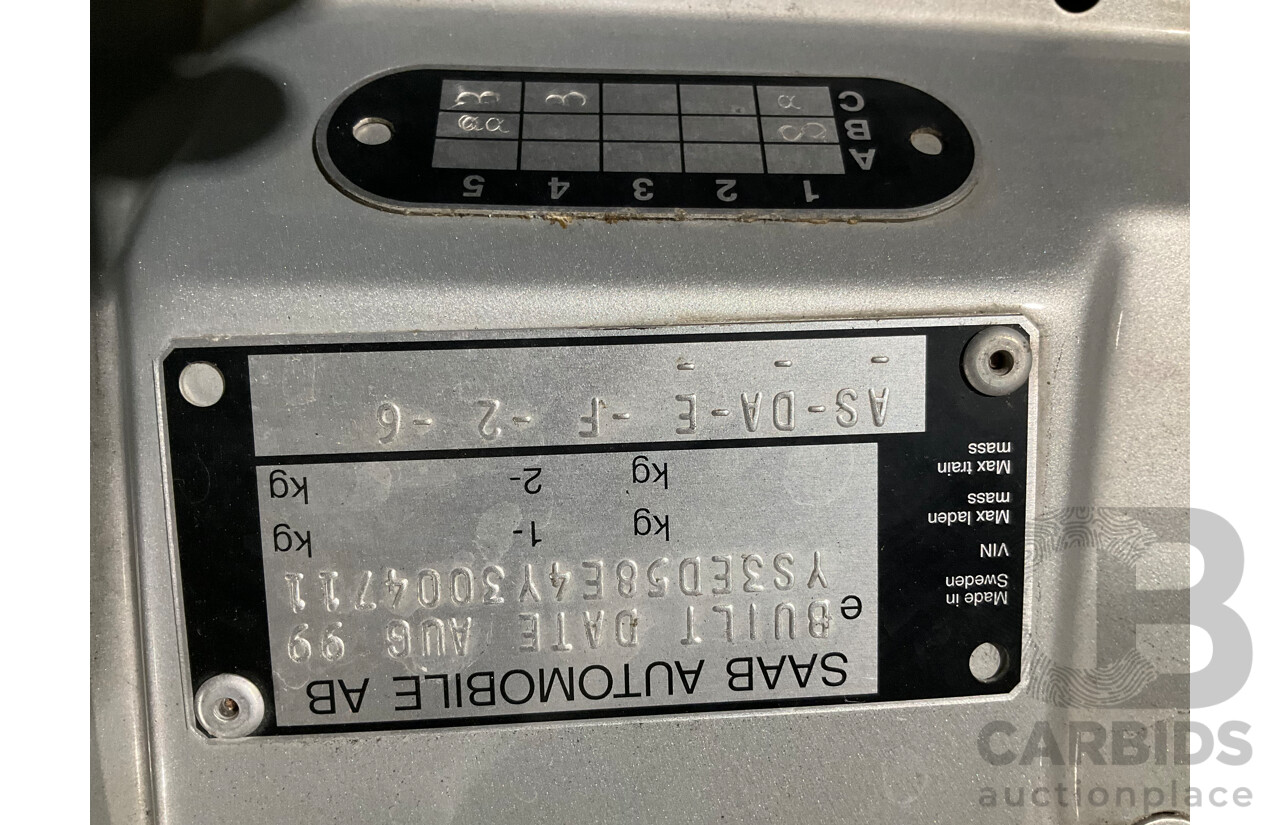 SAAB AUTOMOBILE AB
BUILT DATE AUG 99
e
YS3ED58E4Y3004711
1- kg kg
2- kg kg
AS-DA-E -F -2 -6
- - -
Made in
Sweden
VIN
Max laden
mass
Max train
mass
1 2 3 4 5
A
B
C
CARBIDS
auctionplace